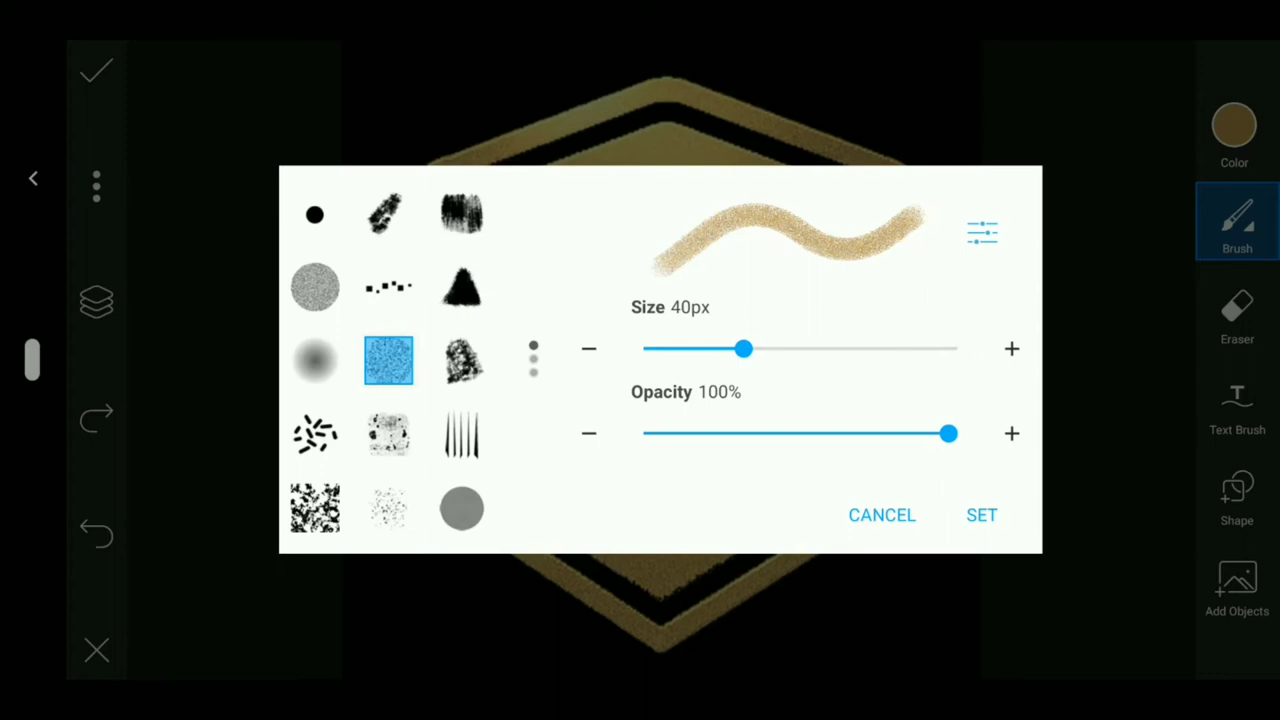 Color
Brush
Size 40px
Eraser
Opacity 100%
Text Brush
T
CANCEL SET
Shape
Add Objects